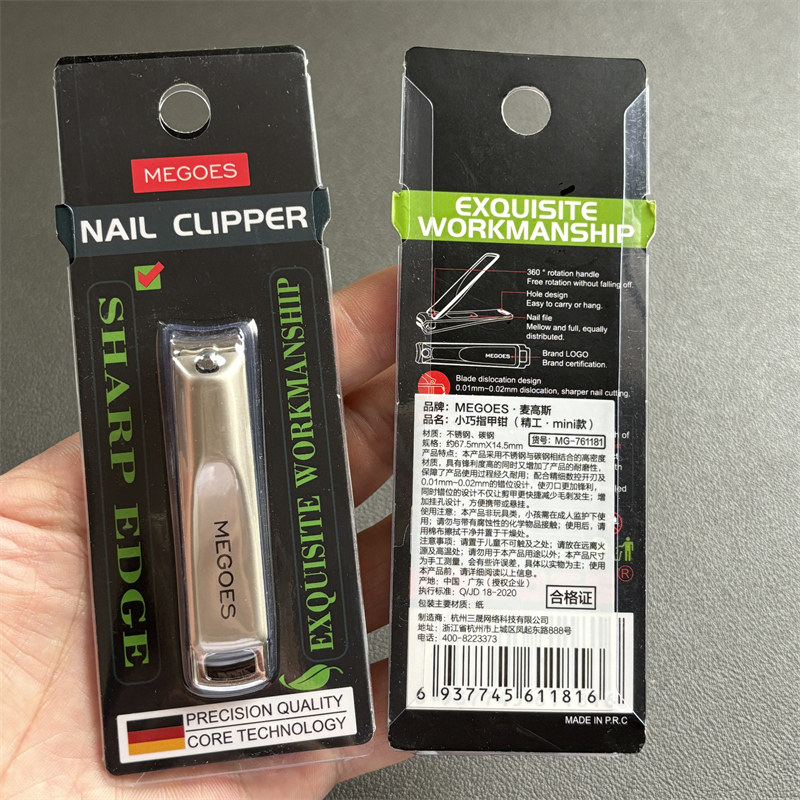 MEGOES
NAIL CLIPPER
SHARP EDGE
EXQUISITE WORKMANSHIP
MEGOES
PRECISION QUALITY
CORE TECHNOLOGY
EXQUISITE
WORKMANSHIP
360 ° rotation handle
Free rotation without falling off.
Hole design
Easy to carry or hang.
Nail file
Mellow and full, equally
distributed.
MEGOES
Brand LOGO
Brand certification.
Blade dislocation design
0.01mm~0.02mm dislocation, sharper nail cutting.
品牌：MEGOES · 麦高斯
品名：小巧指甲钳（精工 · mini款）
材质：不锈钢、碳钢
规格：约67.5mmX14.5mm 货号：MG-761181
产品特点：本产品采用不锈钢与碳钢相结合的高密度
材质，具有锋利度高的同时又增加了产品的耐磨性，
保障了产品使用过程经久耐用；配合精细数控开刃及
0.01mm~0.02mm的错位设计，使刃口更加锋利，
同时错位的设计不仅让剪甲更快捷减少毛刺发生；增
加挂孔设计，方便携带或悬挂。
使用注意：本产品非玩具类，小孩需在成人监护下使
用；请勿与带有腐蚀性的化学物品接触；使用后，请
用棉布擦拭干净并置于干燥处。
注意事项：请置于儿童不可触及之处；请放在远离火
源及高温处；请勿用于本产品用途以外；本产品尺寸
为手工测量，会有些许误差，具体以实物为主；使用
本产品前，请详细阅读以上信息。
产地：中国 · 广东（授权企业）
执行标准：Q/JD 18-2020
包装主要材质：纸
合格证
制造商：杭州三晟网络科技有限公司
地址：浙江省杭州市上城区凤起东路888号
电话：400-8223373
6 937745 611816
MADE IN P.R.C
of
®